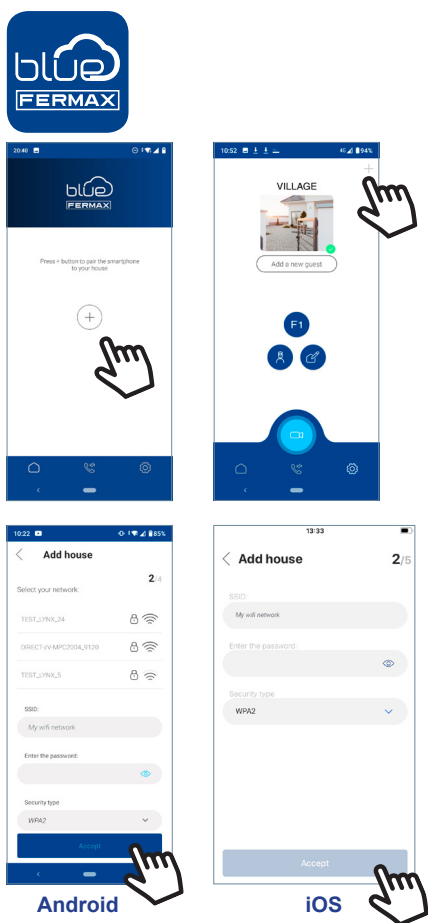 blue
FERMAX
20:40
blue
FERMAX
Press + button to pair the smartphone
to your house
10:52
4G
94%
VILLAGE
Add a new guest
F1
10:22
85%
Add house
2/4
Select your network:
TEST_LYNX_24
DIRECT-zV-MPC2004_9120
TEST_LYNX_5
SSID:
My wifi network
Enter the password:
Security type
WPA2
Accept
Android
13:33
Add house
2/5
SSID:
My wifi network
Enter the password:
Security type
WPA2
Accept
iOS